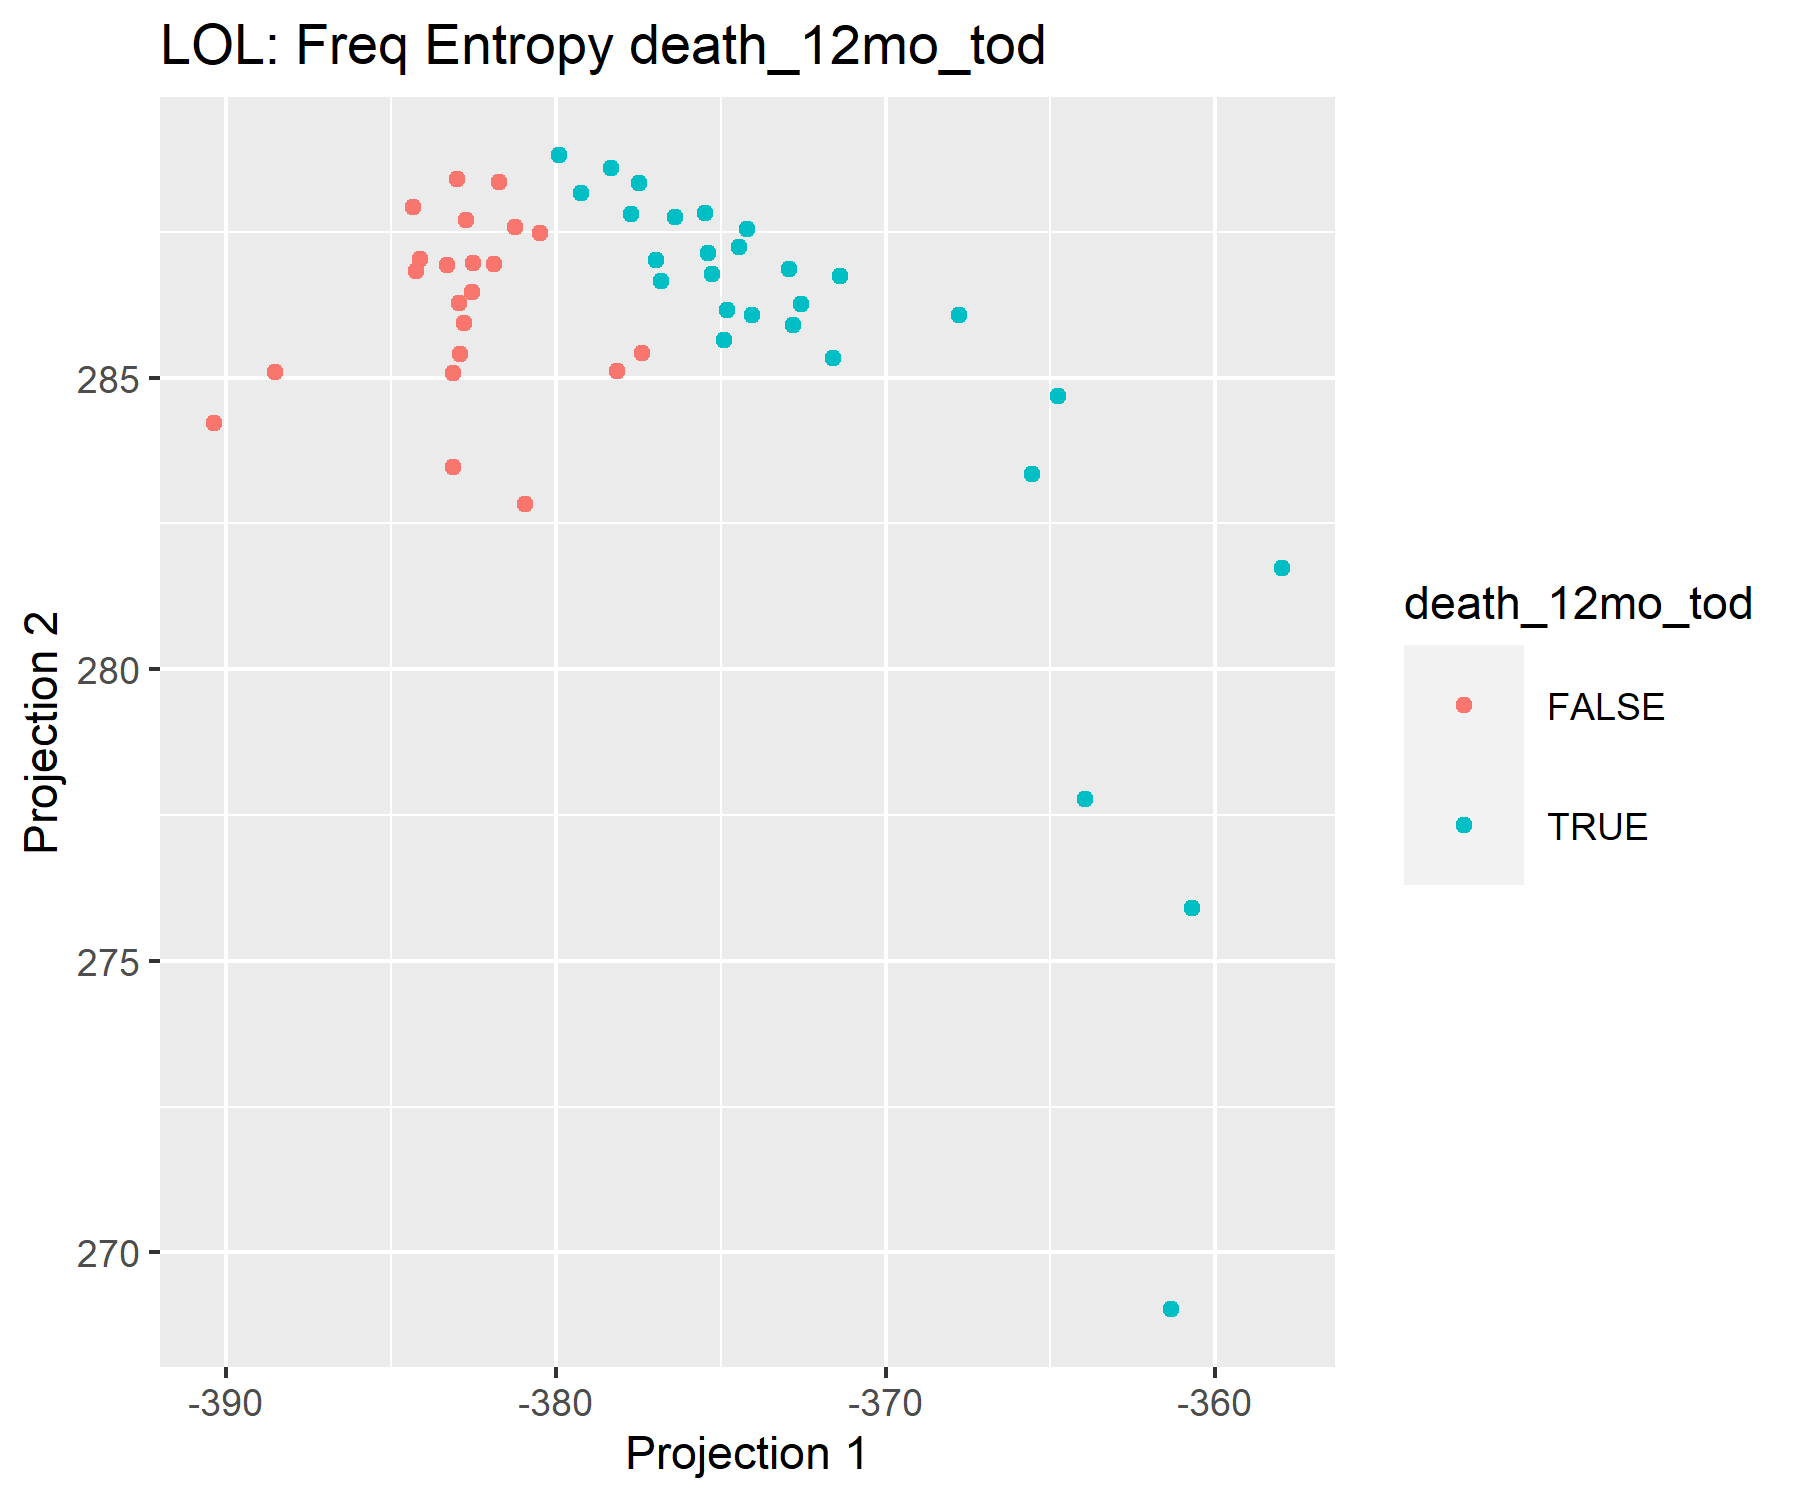 LOL: Freq Entropy death_12mo_tod
Projection 2
285
280
275
270
-390
-380
-370
-360
Projection 1
death_12mo_tod
FALSE
TRUE